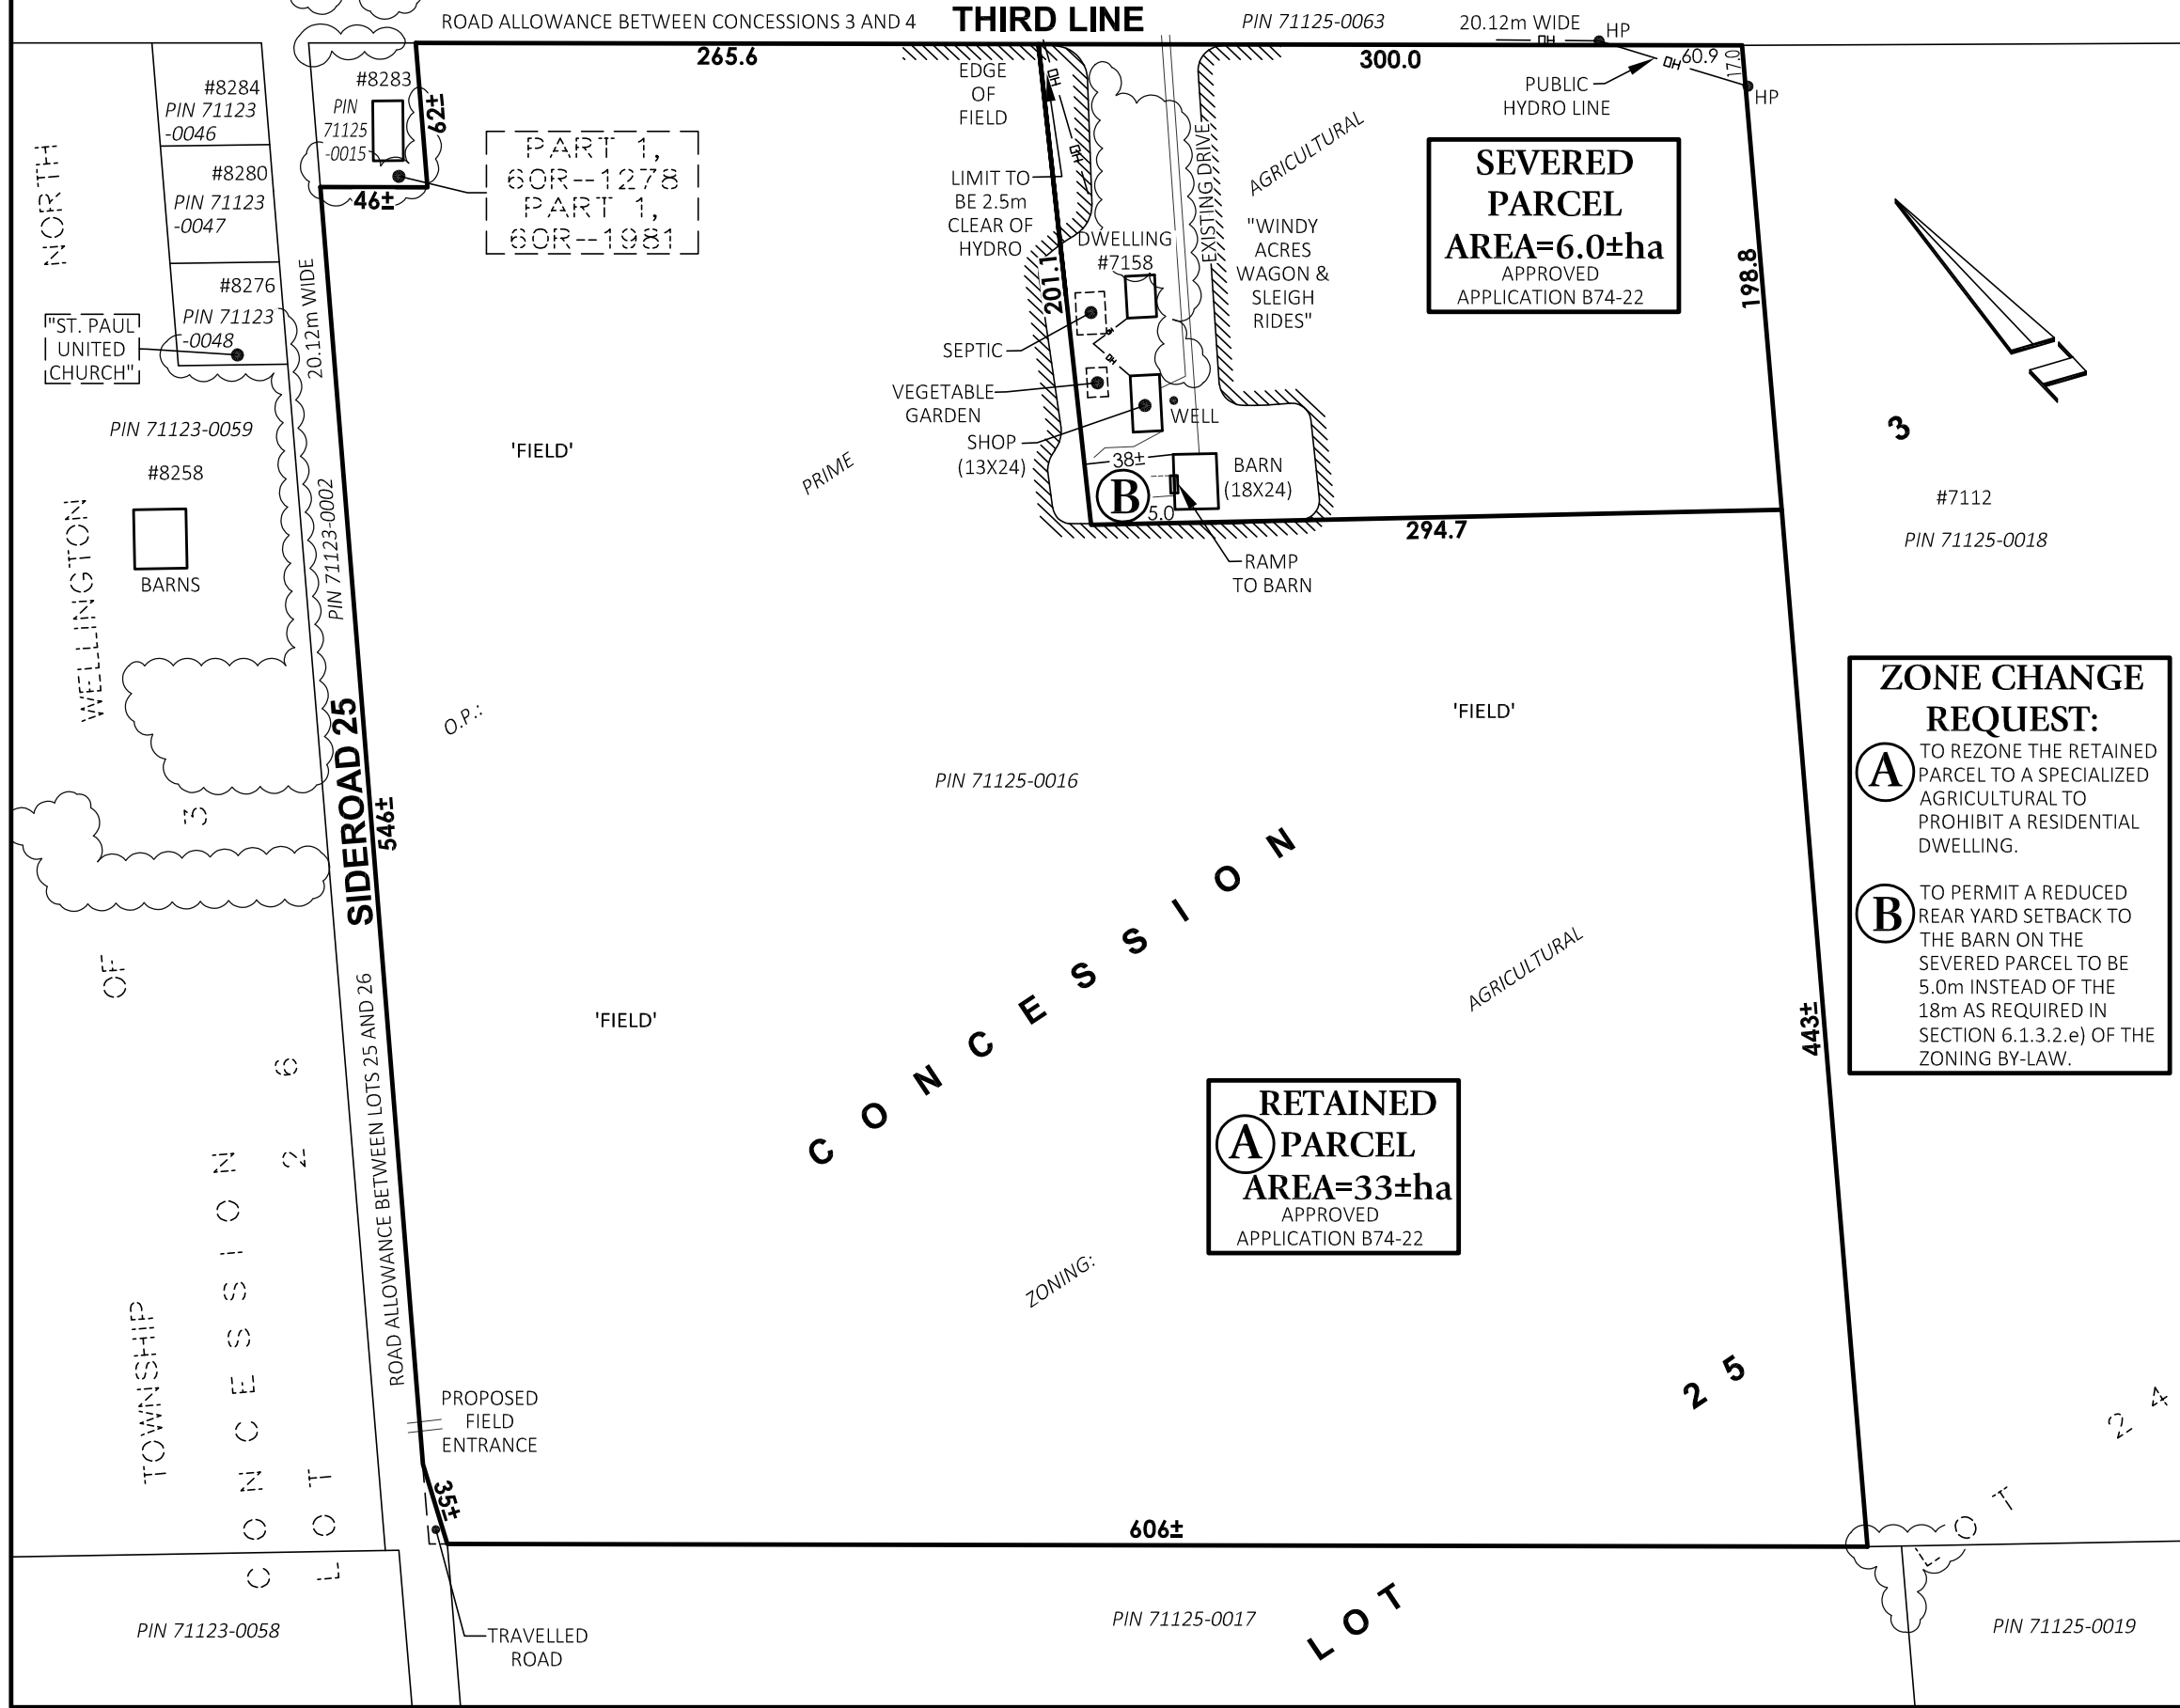 ROAD ALLOWANCE BETWEEN CONCESSIONS 3 AND 4
THIRD LINE
PIN 71125-0063
20.12m WIDE
HP
265.6
300.0
60.9
17.0
HP
PUBLIC
HYDRO LINE
#8284
PIN 71123
-0046
#8280
PIN 71123
-0047
#8276
PIN 71123
-0048
"ST. PAUL
UNITED
CHURCH"
#8283
PIN
71125
-0015
62±
46±
PART 1,
60R--1278
PART 1,
60R--1981
EDGE
OF
FIELD
LIMIT TO
BE 2.5m
CLEAR OF
HYDRO
201.1
DWELLING
#7158
EXISTING DRIVE
AGRICULTURAL
"WINDY
ACRES
WAGON &
SLEIGH
RIDES"
SEVERED
PARCEL
AREA=6.0±ha
APPROVED
APPLICATION B74-22
198.8
SEPTIC
VEGETABLE
GARDEN
SHOP
(13X24)
WELL
38±
BARN
(18X24)
B
5.0
294.7
RAMP
TO BARN
3
#7112
PIN 71125-0018
NORTH
WELLINGTON
OF
TOWNSHIP
PIN 71123-0059
#8258
BARNS
20.12m WIDE
PIN 71123-0002
SIDEROAD 25
546±
ROAD ALLOWANCE BETWEEN LOTS 25 AND 26
3
CONCESSION
LOT 26
'FIELD'
PRIME
O.P.:
'FIELD'
PIN 71125-0016
CONCESSION
'FIELD'
AGRICULTURAL
443±
ZONE CHANGE
REQUEST:
A
TO REZONE THE RETAINED
PARCEL TO A SPECIALIZED
AGRICULTURAL TO
PROHIBIT A RESIDENTIAL
DWELLING.
B
TO PERMIT A REDUCED
REAR YARD SETBACK TO
THE BARN ON THE
SEVERED PARCEL TO BE
5.0m INSTEAD OF THE
18m AS REQUIRED IN
SECTION 6.1.3.2.e) OF THE
ZONING BY-LAW.
RETAINED
A PARCEL
AREA=33±ha
APPROVED
APPLICATION B74-22
ZONING:
25
LOT 24
PROPOSED
FIELD
ENTRANCE
35±
606±
TRAVELLED
ROAD
PIN 71123-0058
PIN 71125-0017
LOT
PIN 71125-0019